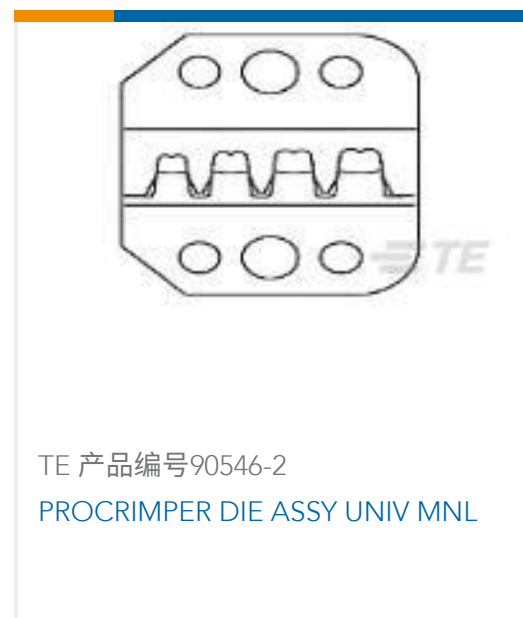 TE
TE 产品编号90546-2
PROCRIMPER DIE ASSY UNIV MNL